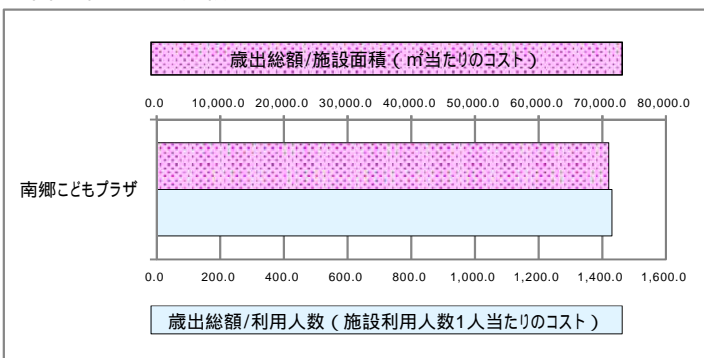 歳出総額/施設面積(㎡当たりのコスト)
0.0 10,000.0 20,000.0 30,000.0 40,000.0 50,000.0 60,000.0 70,000.0 80,000.0
南郷こどもプラザ
0.0 200.0 400.0 600.0 800.0 1,000.0 1,200.0 1,400.0 1,600.0
歳出総額/利用人数(施設利用人数1人当たりのコスト)